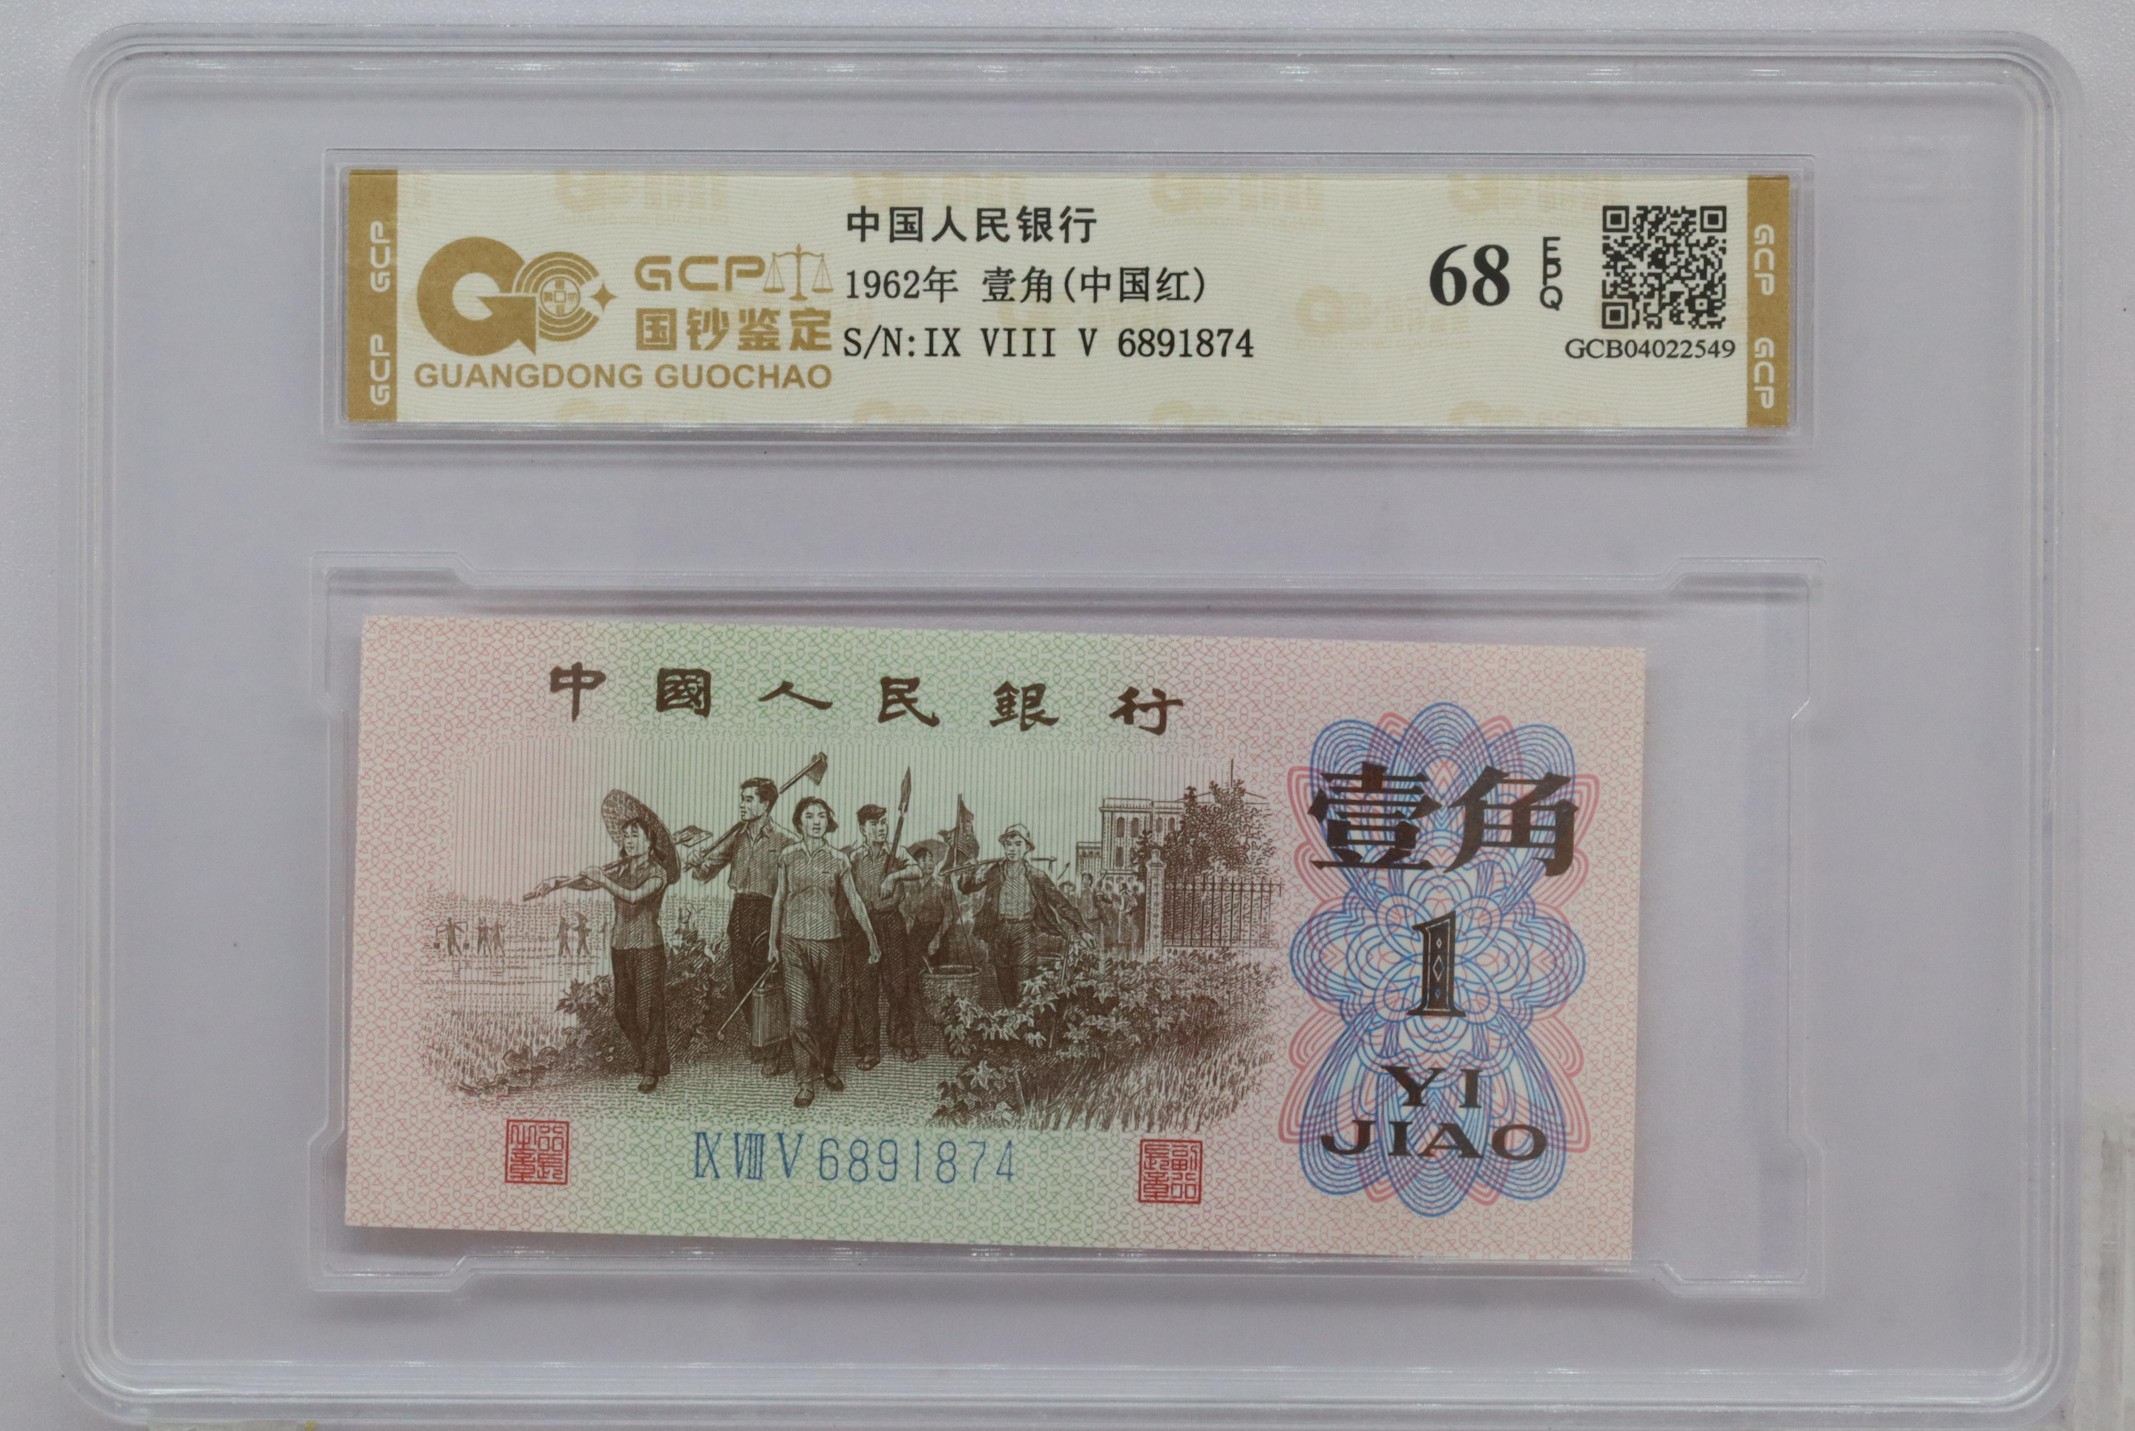 GCP
GCP
GCP
国钞鉴定
GUANGDONG GUOCHAO
中国人民银行
1962年 壹角(中国红)
S/N:IX VIII V 6891874
68
EPQ
GCB04022549
GCP
GCP
中國人民銀行
壹角
1
YI
JIAO
IX VIII V 6891874